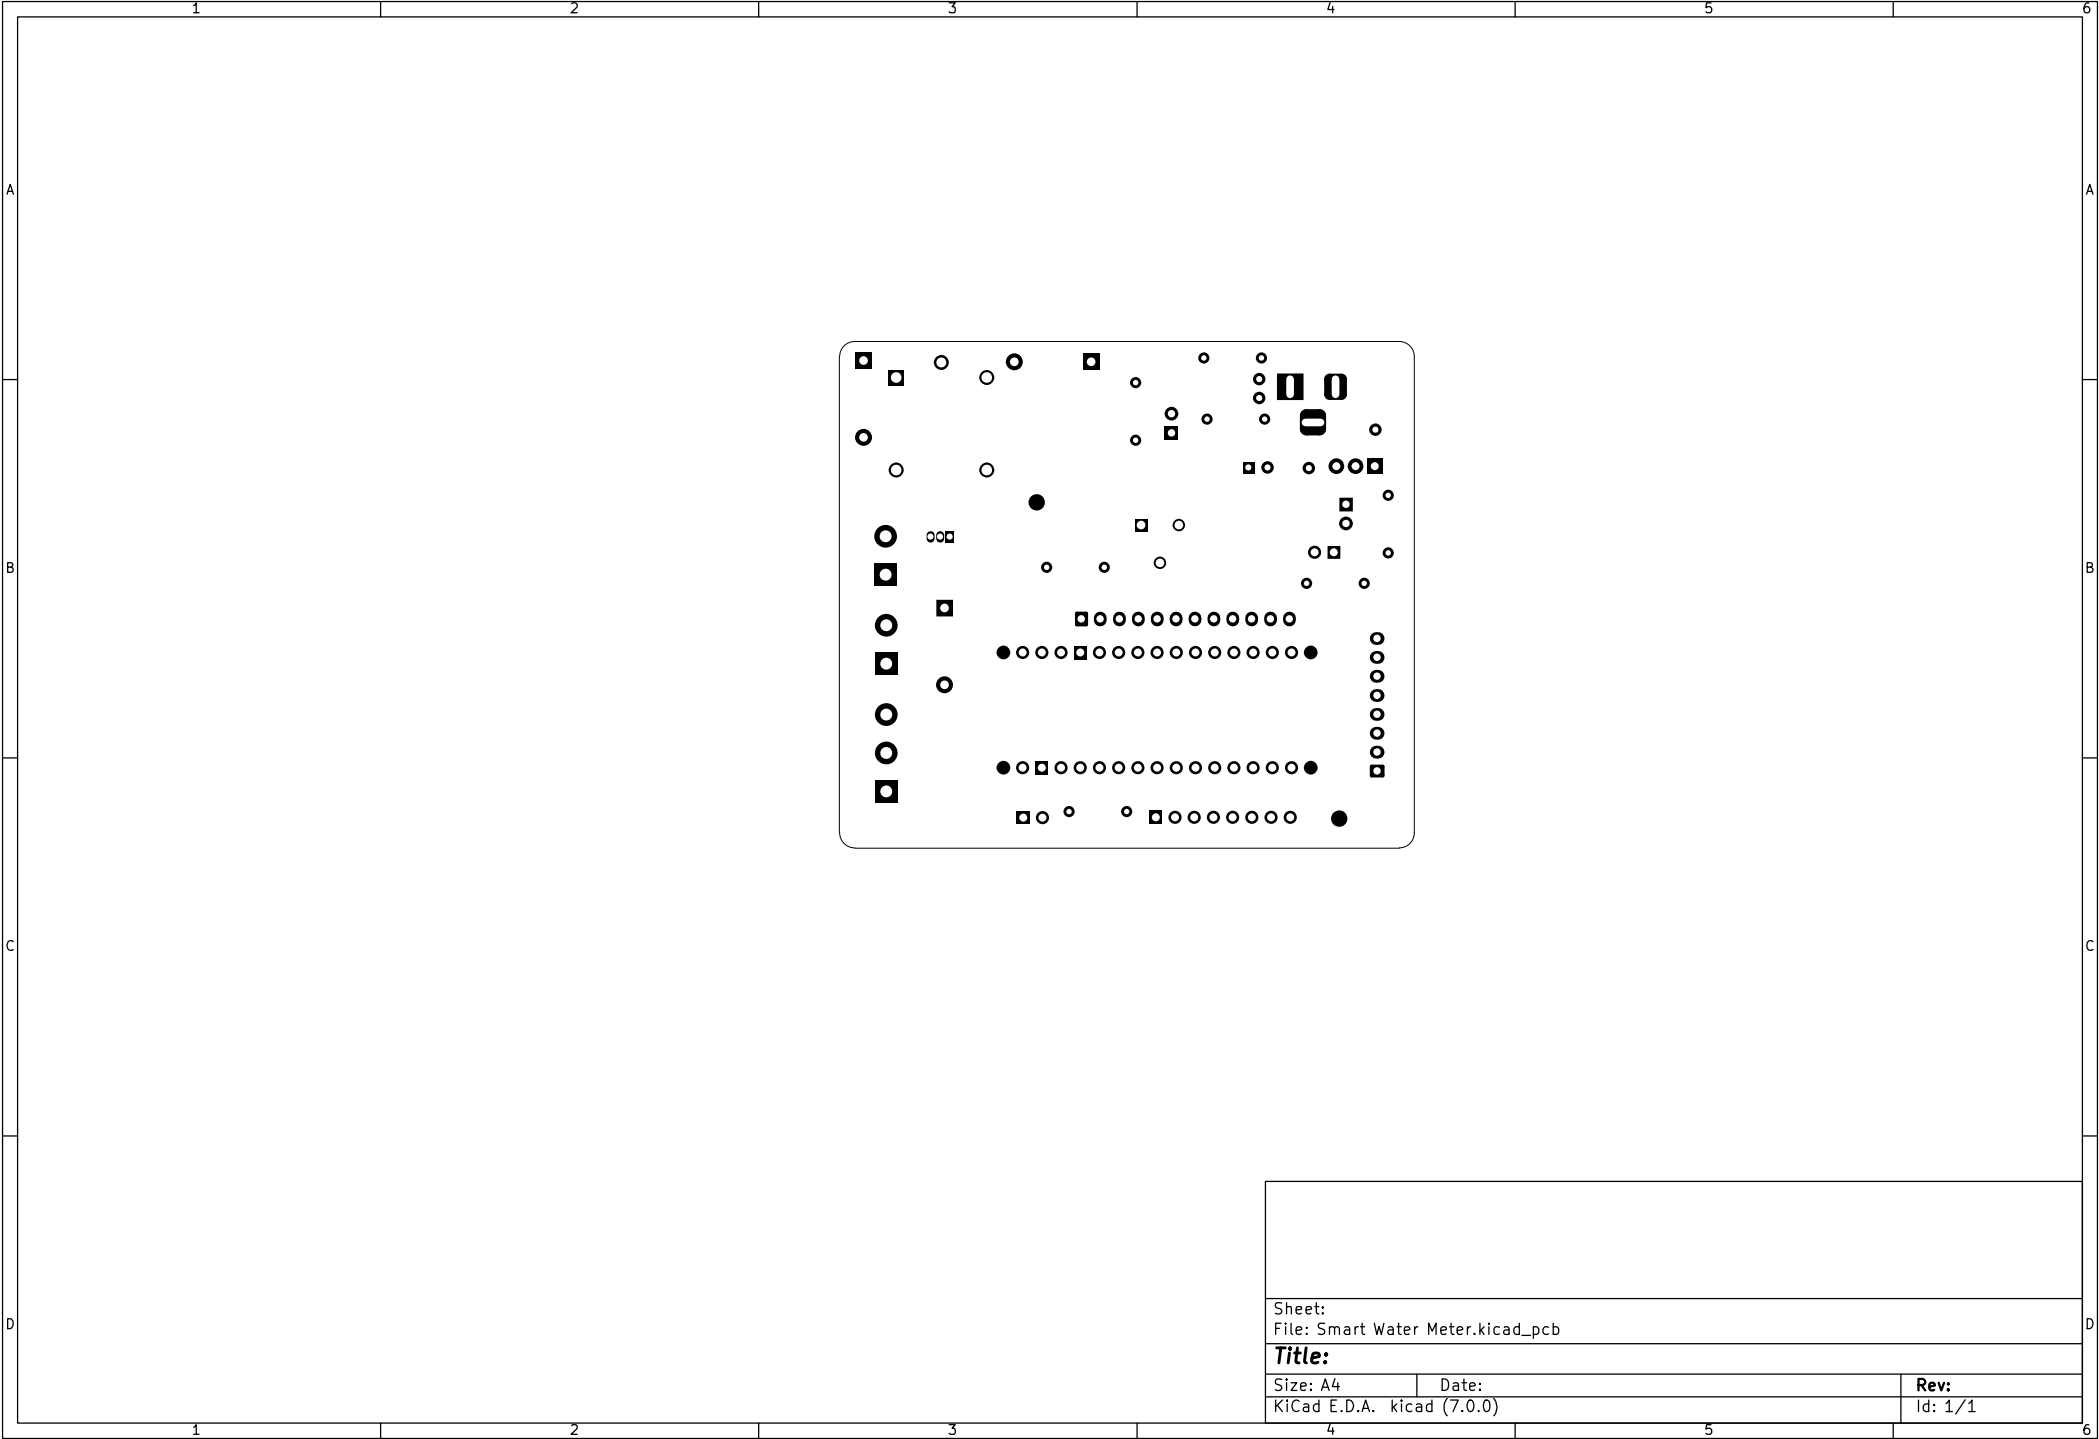 1 2 3 4 5 6
A A
B B
C C
D D
Sheet:
File: Smart Water Meter.kicad_pcb
Title:
Size: A4 Date: Rev:
KiCad E.D.A. kicad (7.0.0) Id: 1/1
1 2 3 4 5 6